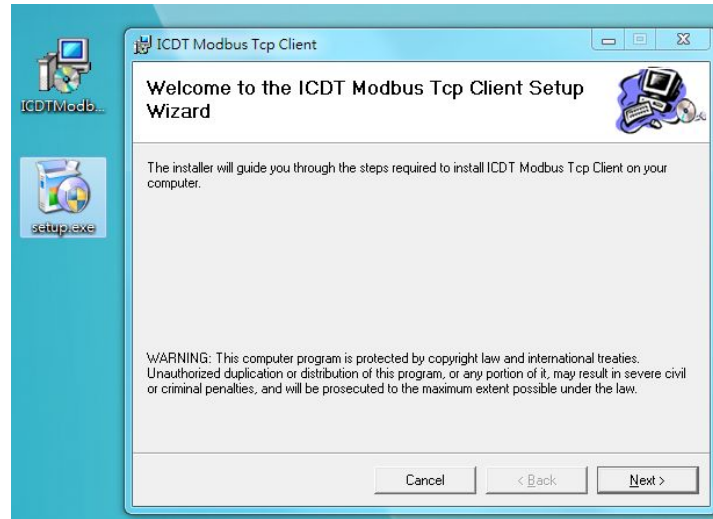 ICDT Modbus Tcp Client
ICDTModb...
setup.exe
Welcome to the ICDT Modbus Tcp Client Setup
Wizard
The installer will guide you through the steps required to install ICDT Modbus Tcp Client on your
computer.
WARNING: This computer program is protected by copyright law and international treaties.
Unauthorized duplication or distribution of this program, or any portion of it, may result in severe civil
or criminal penalties, and will be prosecuted to the maximum extent possible under the law.
Cancel
< Back
Next >